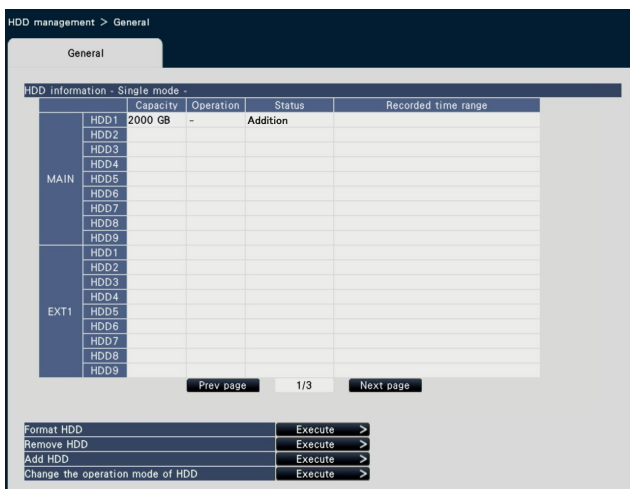 HDD management > General
General
HDD information - Single mode -
Capacity Operation Status Recorded time range
HDD1 2000 GB - Addition
HDD2
HDD3
HDD4
MAIN HDD5
HDD6
HDD7
HDD8
HDD9
HDD1
HDD2
HDD3
HDD4
EXT1 HDD5
HDD6
HDD7
HDD8
HDD9
Prev page 1/3 Next page
Format HDD Execute >
Remove HDD Execute >
Add HDD Execute >
Change the operation mode of HDD Execute >